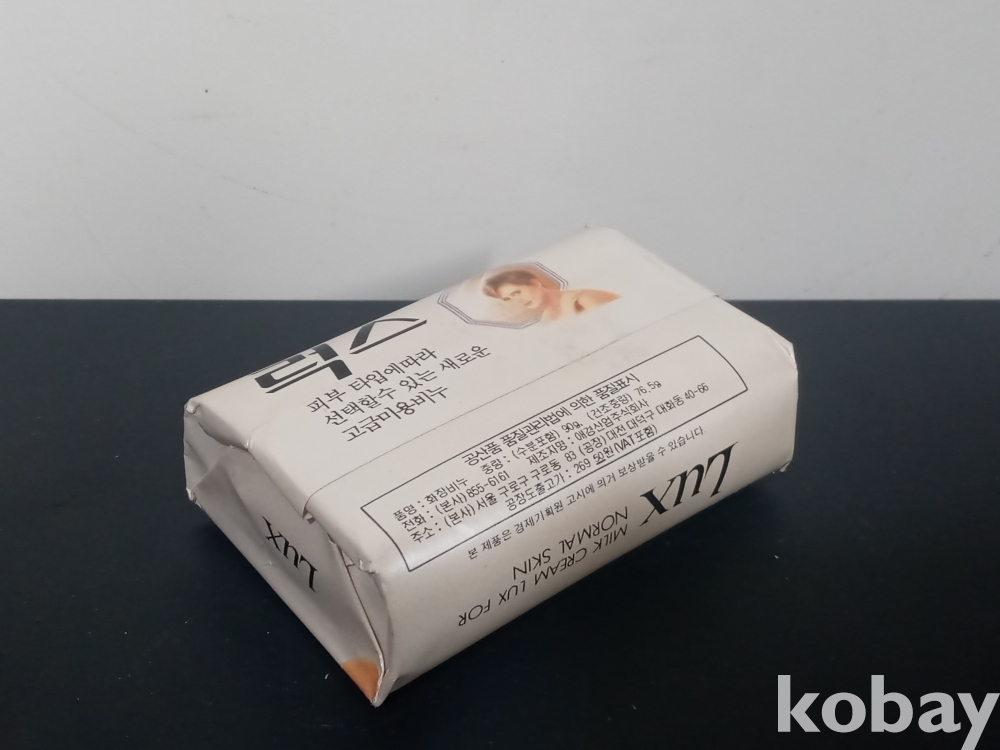 럭스
피부 타입에따라
선택할수 있는 새로운
고급미용비누
공산품 품질관리법에 의한 품질표시
품명 : 화장비누 중량 : (수분포함) 90g, (건조중량) 76.5g
전화 : (본사) 855-6161 제조자명 : 애경산업주식회사
주소 : (본사) 서울 구로구 구로동 83 (공장) 대전 대덕구 대화동 40-66
공장도출고가 : 269.50원 (VAT포함)
본 제품은 경제기획원 고시에 의거 보상받을 수 있습니다.
LUX
MILK CREAM LUX FOR
NORMAL SKIN
LUX
kobay